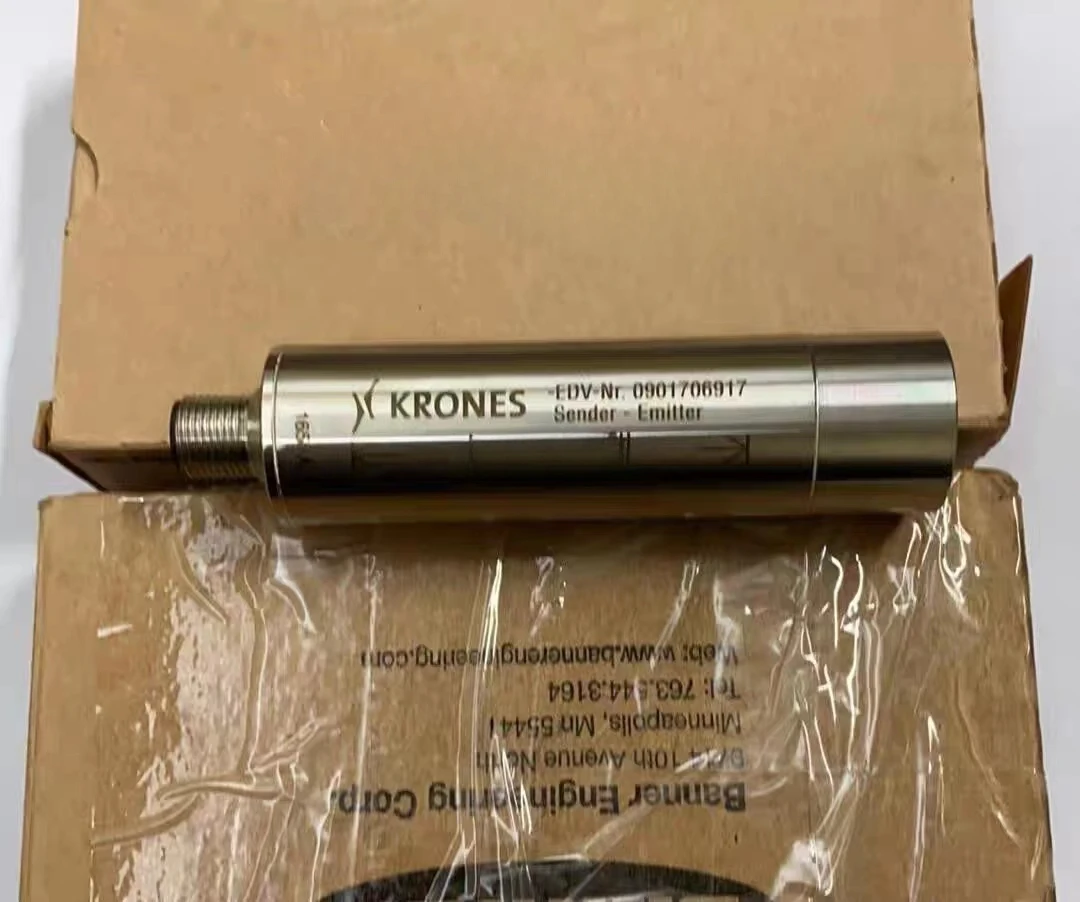 KRONES
-EDV-Nr. 0901706917
Sender - Emitter
Banner Engineering Corp.
10th Avenue North
Minneapolis, Mn 55441
Tel: 763.544.3164
Web: www.bannerengineering.com